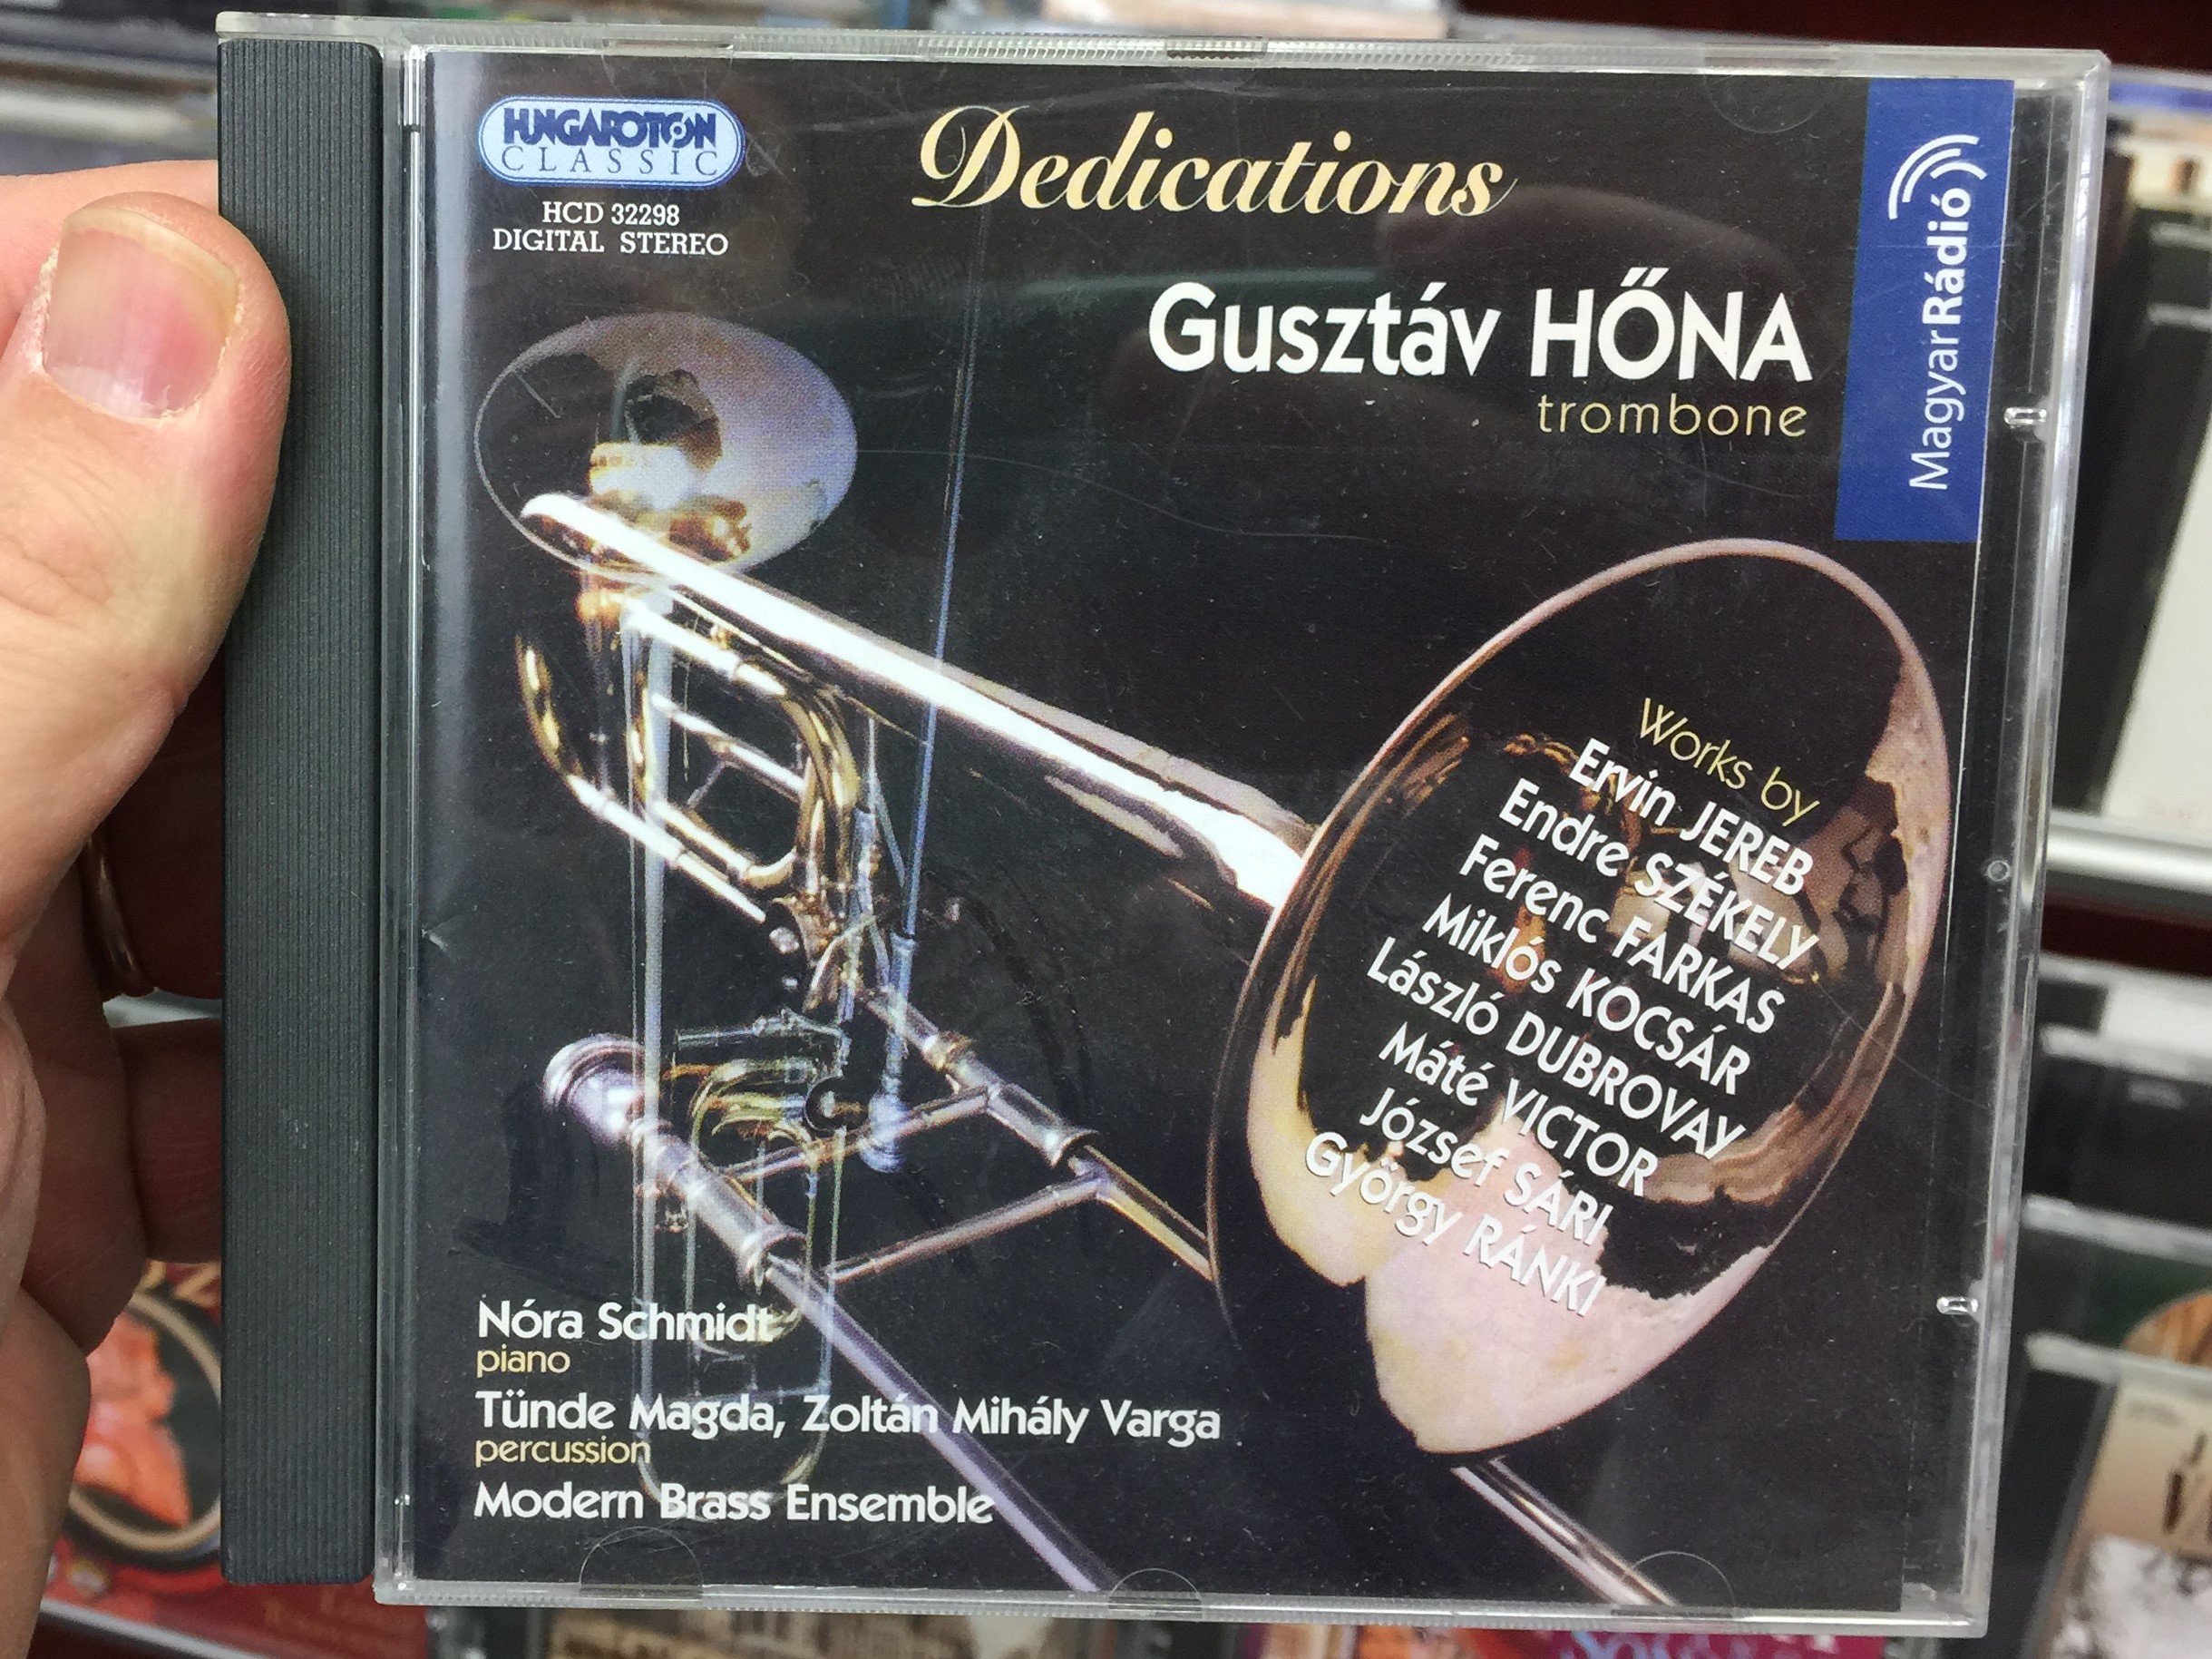 HUNGAROTON
CLASSIC
HCD 32298
DIGITAL STEREO
Dedications
Gusztáv HŐNA
trombone
MagyarRádió
Works by
Ervin JEREB
Endre SZÉKELY
Ferenc FARKAS
Miklós KOCSÁR
László DUBROVAY
Máté VICTOR
József SÁRI
György RÁNKI
Nóra Schmidt
piano
Tünde Magda, Zoltán Mihály Varga
percussion
Modern Brass Ensemble